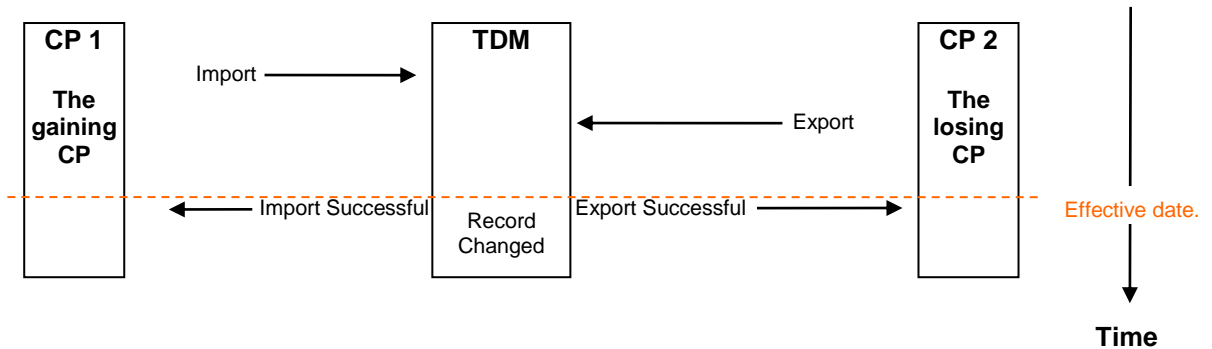 CP 1
TDM
CP 2
Import
The
gaining
CP
The
losing
CP
Export
Import Successful
Export Successful
Effective date.
Record
Changed
Time